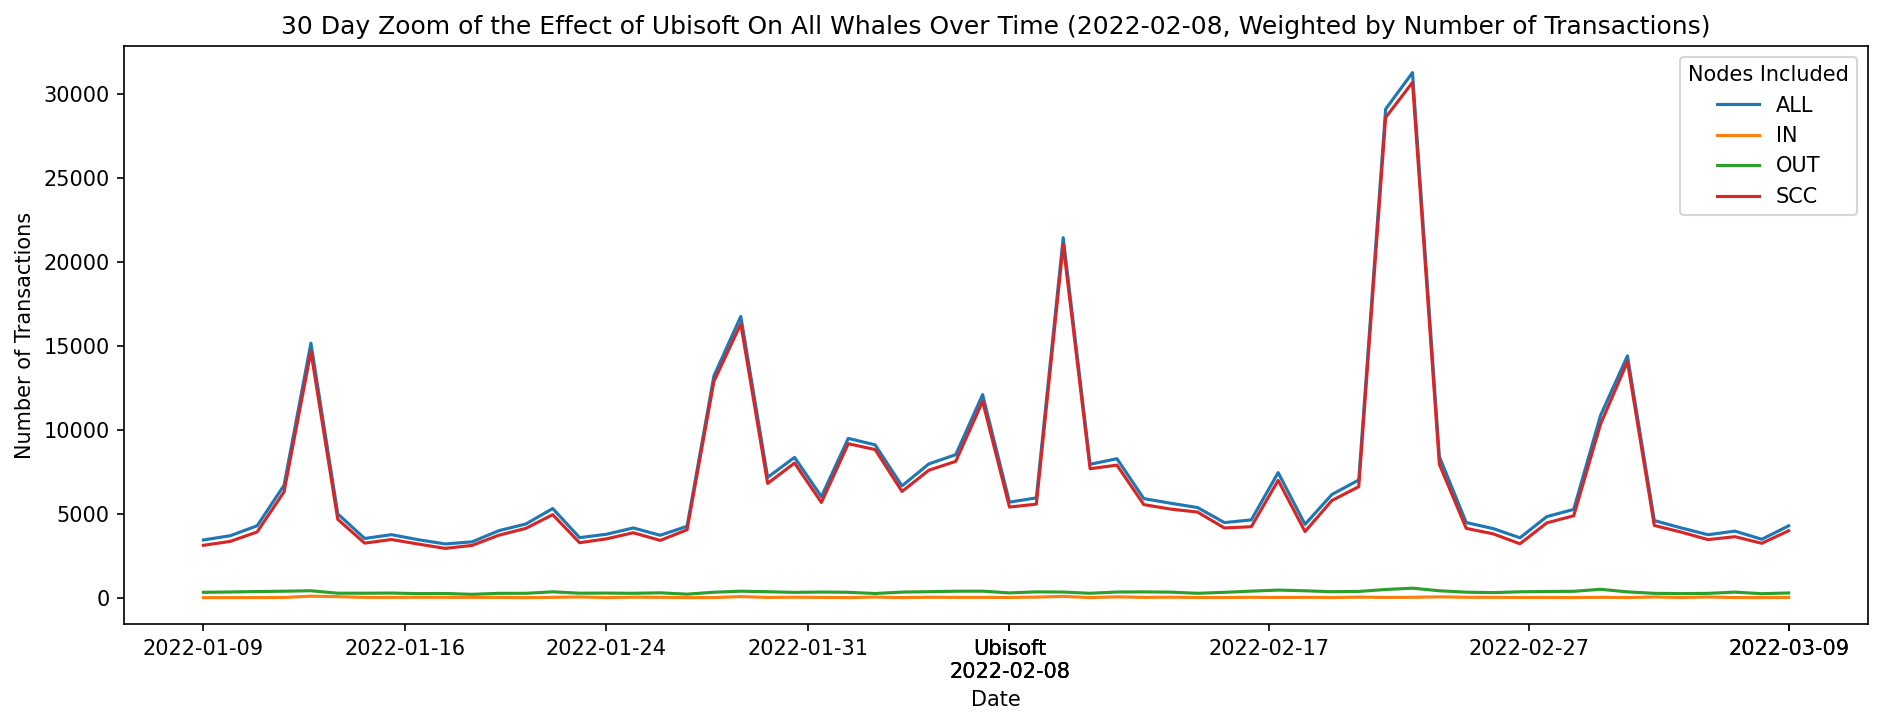 30 Day Zoom of the Effect of Ubisoft On All Whales Over Time (2022-02-08, Weighted by Number of Transactions)
Nodes Included
ALL
IN
OUT
SCC
Number of Transactions
30000
25000
20000
15000
10000
5000
0
2022-01-09 2022-01-16 2022-01-24 2022-01-31 Ubisoft 2022-02-17 2022-02-27 2022-03-09
2022-02-08
Date